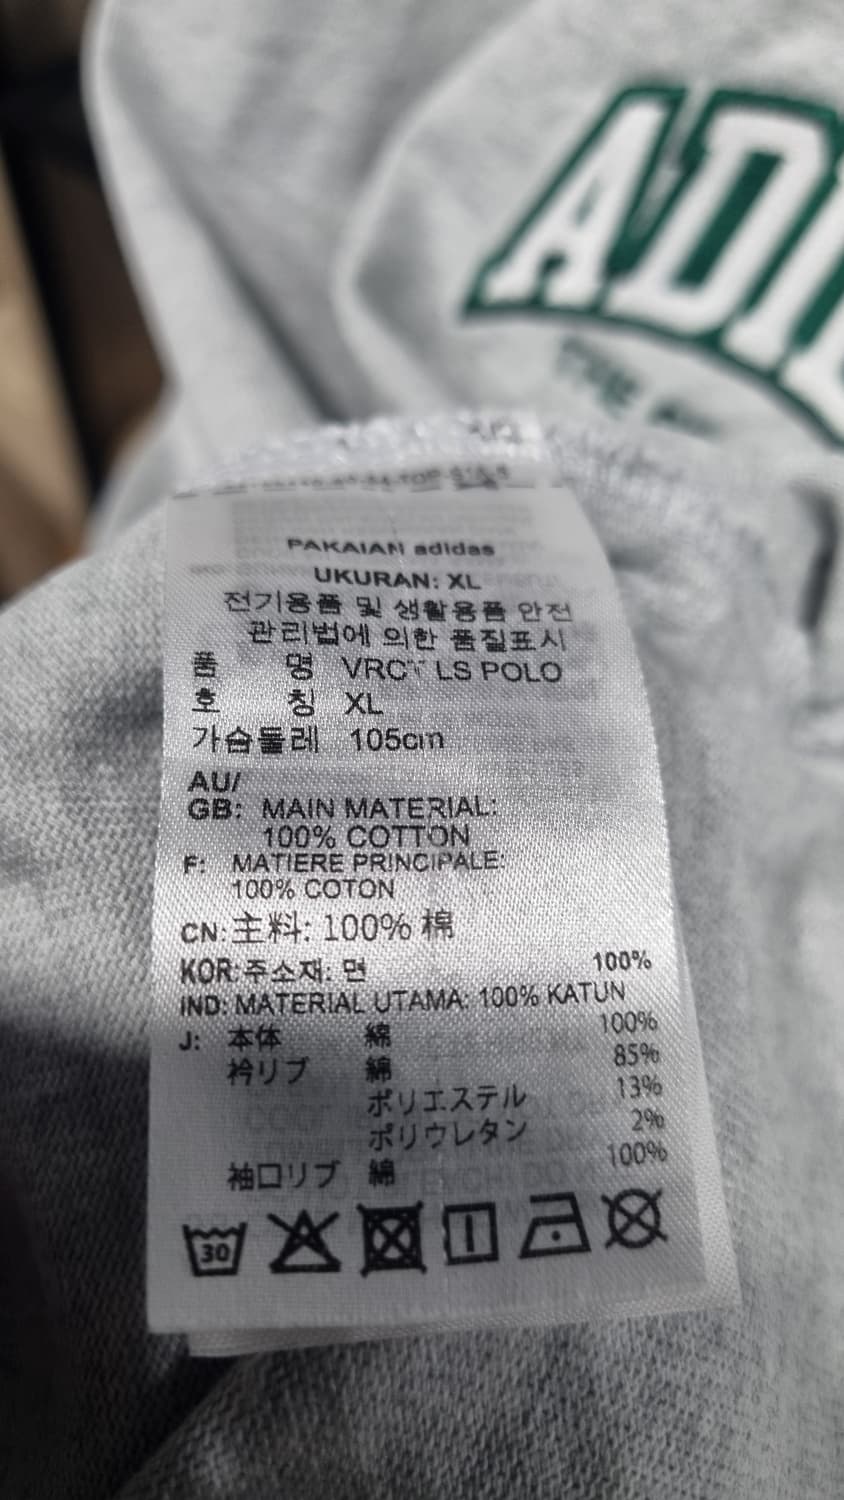 THE
PAKAIAN adidas
UKURAN: XL
전기용품 및 생활용품 안전
관리법에 의한 품질표시
품 명 VRCT LS POLO
호 칭 XL
가슴둘레 105cm
AU/
GB: MAIN MATERIAL:
100% COTTON
F: MATIERE PRINCIPALE:
100% COTON
CN: 主料: 100% 棉
KOR: 주소재: 면 100%
IND: MATERIAL UTAMA: 100% KATUN
J: 本体 綿 100%
衿リブ 綿 85%
ポリエステル 13%
ポリウレタン 2%
袖口リブ 綿 100%
30